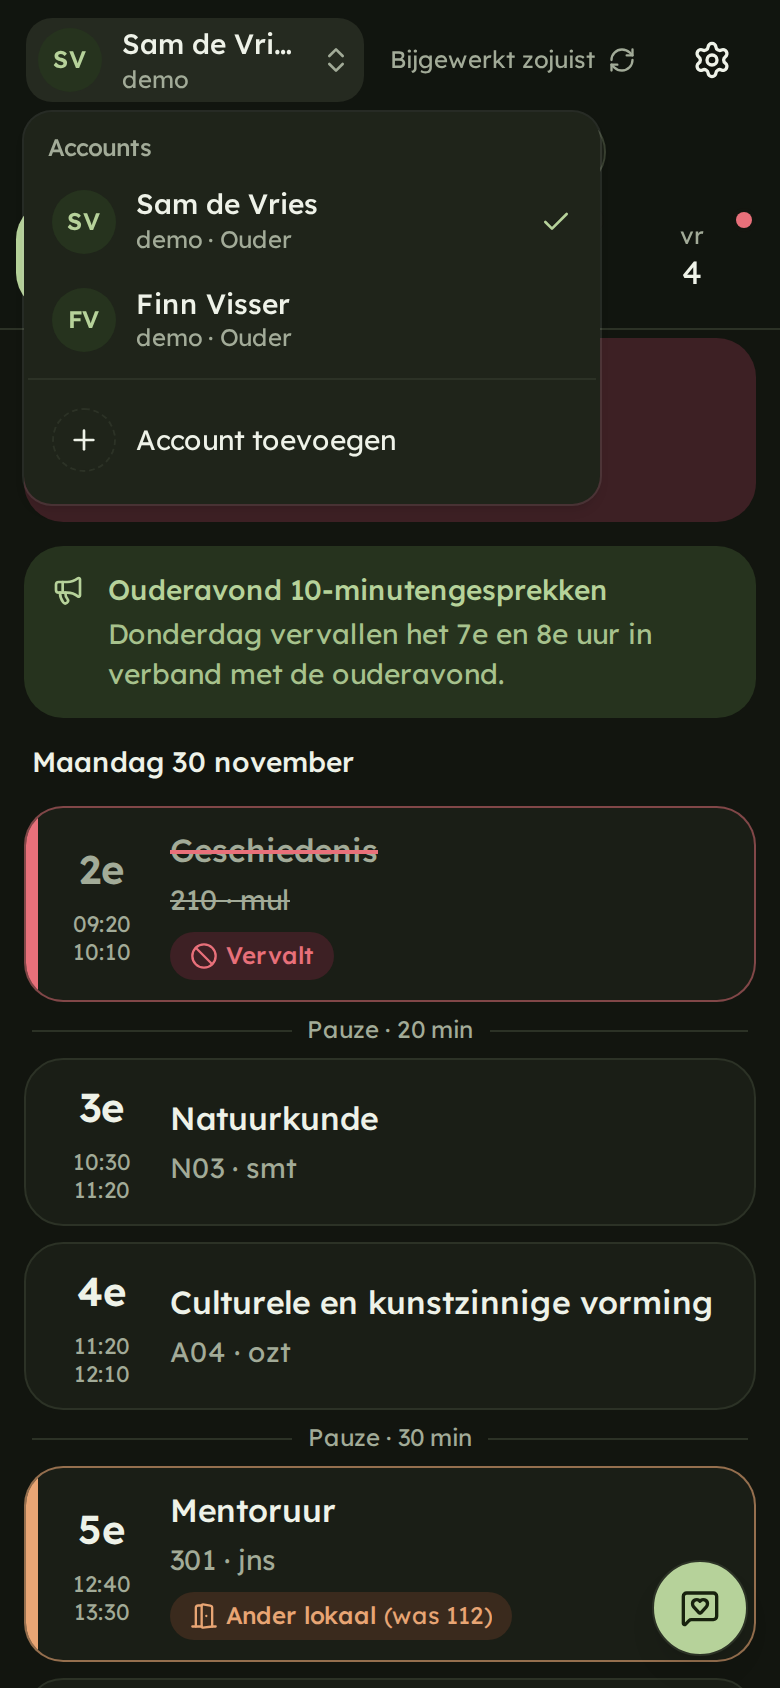 SV
Sam de Vri...
demo
Bijgewerkt zojuist
Accounts
SV
Sam de Vries
demo · Ouder
FV
Finn Visser
demo · Ouder
Account toevoegen
vr
4
Ouderavond 10-minutengesprekken
Donderdag vervallen het 7e en 8e uur in
verband met de ouderavond.
Maandag 30 november
2e
09:20
10:10
Geschiedenis
210 · mul
Vervalt
Pauze · 20 min
3e
10:30
11:20
Natuurkunde
N03 · smt
4e
11:20
12:10
Culturele en kunstzinnige vorming
A04 · ozt
Pauze · 30 min
5e
12:40
13:30
Mentoruur
301 · jns
Ander lokaal (was 112)